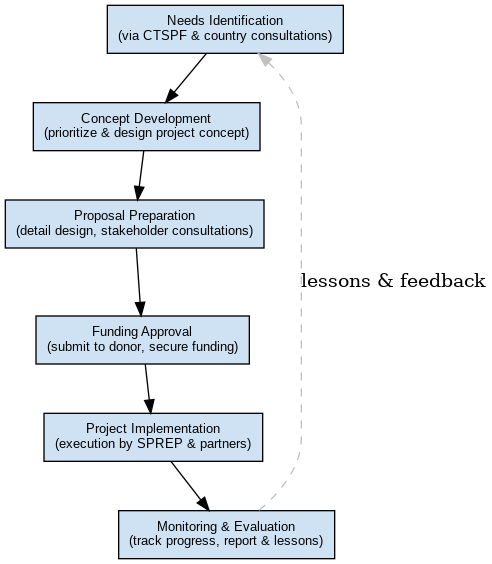 Needs Identification
(via CTSPF & country consultations)
Concept Development
(prioritize & design project concept)
Proposal Preparation
(detail design, stakeholder consultations)
lessons & feedback
Funding Approval
(submit to donor, secure funding)
Project Implementation
(execution by SPREP & partners)
Monitoring & Evaluation
(track progress, report & lessons)